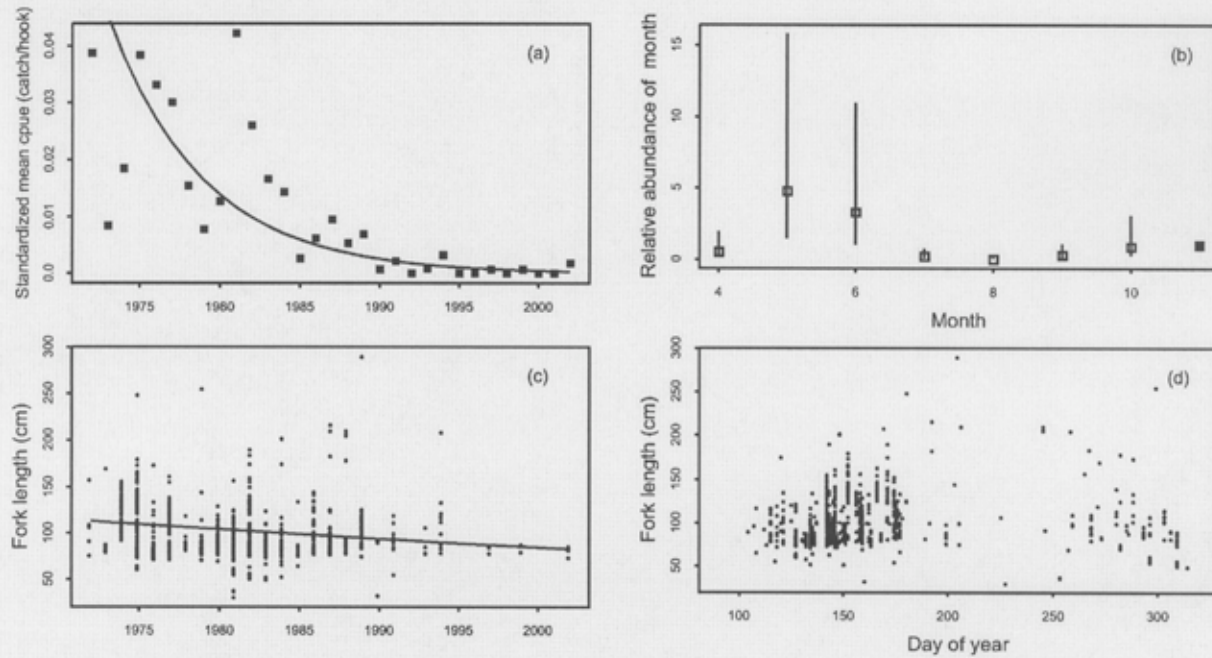 Standardized mean cpue (catch/hook)
0.04
0.03
0.02
0.01
0.0
(a)
1975 1980 1985 1990 1995 2000
Relative abundance of month
15
10
5
0
(b)
4 6 8 10
Month
Fork length (cm)
300
250
200
150
100
50
(c)
1975 1980 1985 1990 1995 2000
Fork length (cm)
300
250
200
150
100
50
(d)
100 150 200 250 300
Day of year